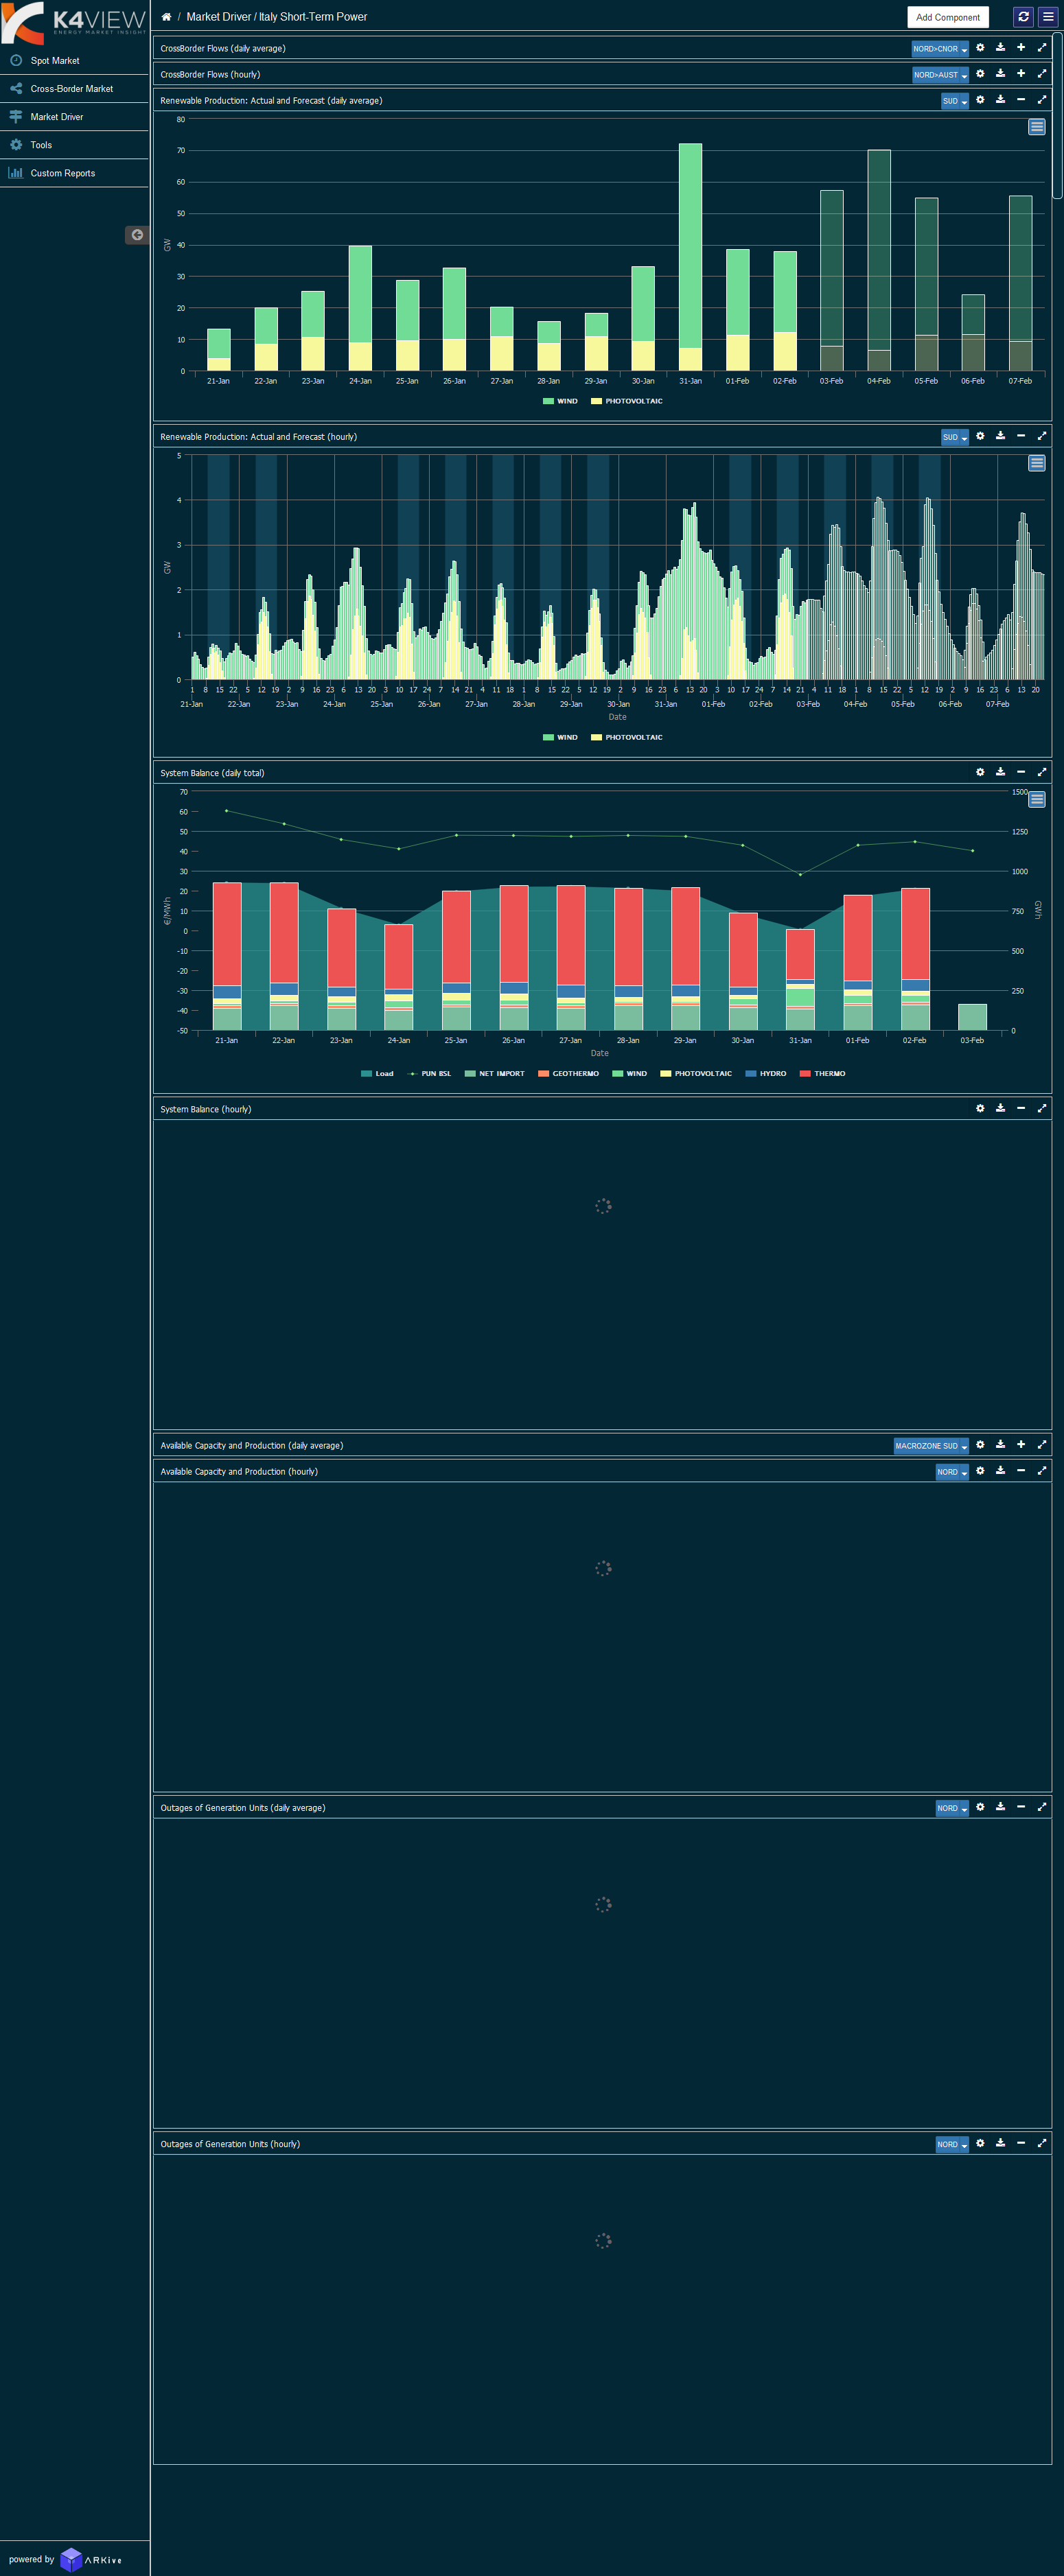 K4VIEW
ENERGY MARKET INSIGHT
Spot Market
Cross-Border Market
Market Driver
Tools
Custom Reports
/ Market Driver / Italy Short-Term Power
Add Component
CrossBorder Flows (daily average)
NORD>CNOR
CrossBorder Flows (hourly)
NORD>AUST
Renewable Production: Actual and Forecast (daily average)
SUD
80
70
60
50
40
30
20
10
0
GW
21-Jan 22-Jan 23-Jan 24-Jan 25-Jan 26-Jan 27-Jan 28-Jan 29-Jan 30-Jan 31-Jan 01-Feb 02-Feb 03-Feb 04-Feb 05-Feb 06-Feb 07-Feb
WIND PHOTOVOLTAIC
Renewable Production: Actual and Forecast (hourly)
SUD
5
4
3
2
1
0
GW
1 8 15 22 5 12 19 2 9 16 23 6 13 20 3 10 17 24 7 14 21 4 11 18 1 8 15 22 5 12 19 2 9 16 23 6 13 20 3 10 17 24 7 14 21 4 11 18 1 8 15 22 5 12 19 2 9 16 23 6 13 20
21-Jan 22-Jan 23-Jan 24-Jan 25-Jan 26-Jan 27-Jan 28-Jan 29-Jan 30-Jan 31-Jan 01-Feb 02-Feb 03-Feb 04-Feb 05-Feb 06-Feb 07-Feb
Date
WIND PHOTOVOLTAIC
System Balance (daily total)
70
60
50
40
30
20
10
0
-10
-20
-30
-40
-50
€/MWh
1500
1250
1000
750
500
250
0
GWh
21-Jan 22-Jan 23-Jan 24-Jan 25-Jan 26-Jan 27-Jan 28-Jan 29-Jan 30-Jan 31-Jan 01-Feb 02-Feb 03-Feb
Date
Load PUN BSL NET IMPORT GEOTHERMO WIND PHOTOVOLTAIC HYDRO THERMO
System Balance (hourly)
Available Capacity and Production (daily average)
MACROZONE SUD
Available Capacity and Production (hourly)
NORD
Outages of Generation Units (daily average)
NORD
Outages of Generation Units (hourly)
NORD
powered by ARKive